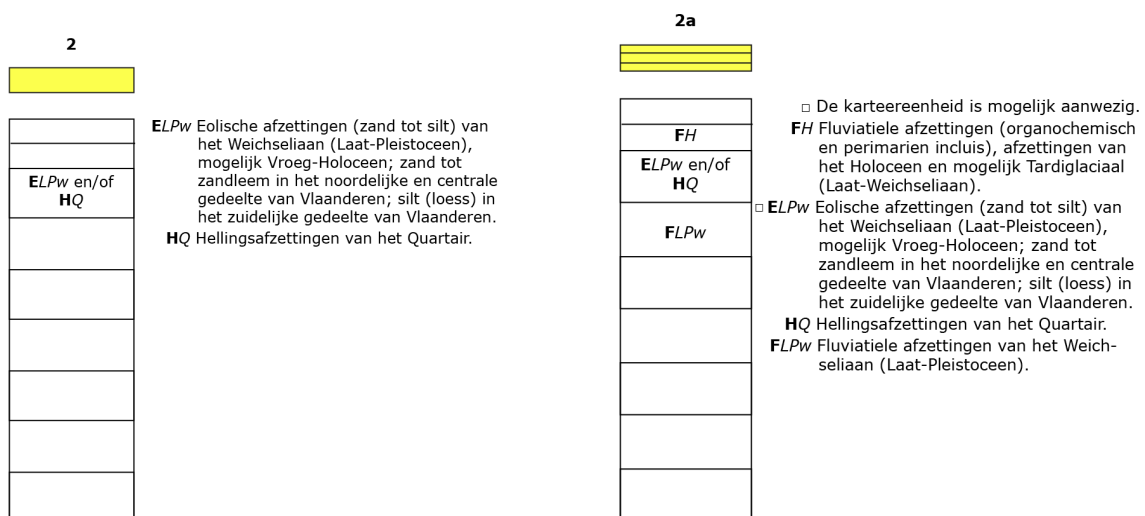 2
ELPw en/of
HQ
ELPw Eolische afzettingen (zand tot silt) van
het Weichseliaan (Laat-Pleistoceen),
mogelijk Vroeg-Holoceen; zand tot
zandleem in het noordelijke en centrale
gedeelte van Vlaanderen; silt (loess) in
het zuidelijke gedeelte van Vlaanderen.
HQ Hellingsafzettingen van het Quartair.
2a
FH
ELPw en/of
HQ
FLPw
□ De karteereenheid is mogelijk aanwezig.
FH Fluviatiele afzettingen (organochemisch
en perimarien incluis), afzettingen van
het Holoceen en mogelijk Tardiglaciaal
(Laat-Weichseliaan).
□ ELPw Eolische afzettingen (zand tot silt) van
het Weichseliaan (Laat-Pleistoceen),
mogelijk Vroeg-Holoceen; zand tot
zandleem in het noordelijke en centrale
gedeelte van Vlaanderen; silt (loess) in
het zuidelijke gedeelte van Vlaanderen.
HQ Hellingsafzettingen van het Quartair.
FLPw Fluviatiele afzettingen van het Weich-
seliaan (Laat-Pleistoceen).